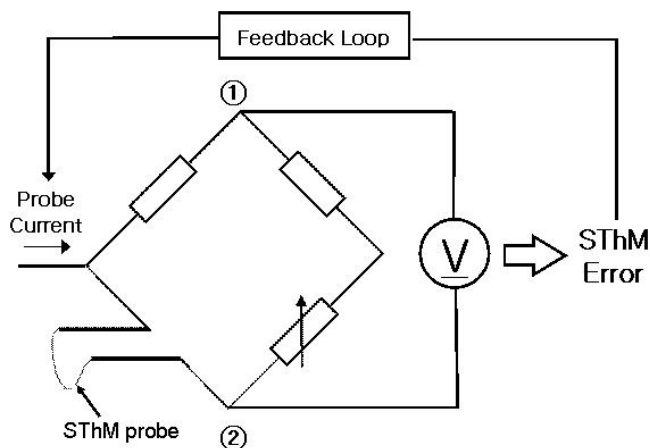 Feedback Loop
①
Probe
Current
V
SThM
Error
SThM probe
②